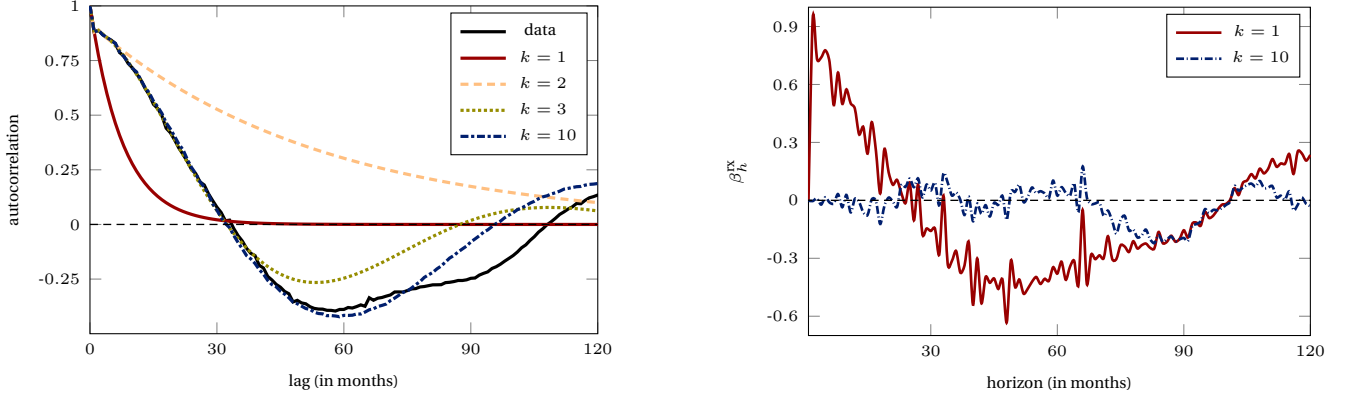 1
0.75
0.5
0.25
0
-0.25
autocorrelation
data
k = 1
k = 2
k = 3
k = 10
0
30
60
90
120
lag (in months)
0.9
0.6
0.3
0
-0.3
-0.6
β_h^rx
k = 1
k = 10
30
60
90
120
horizon (in months)